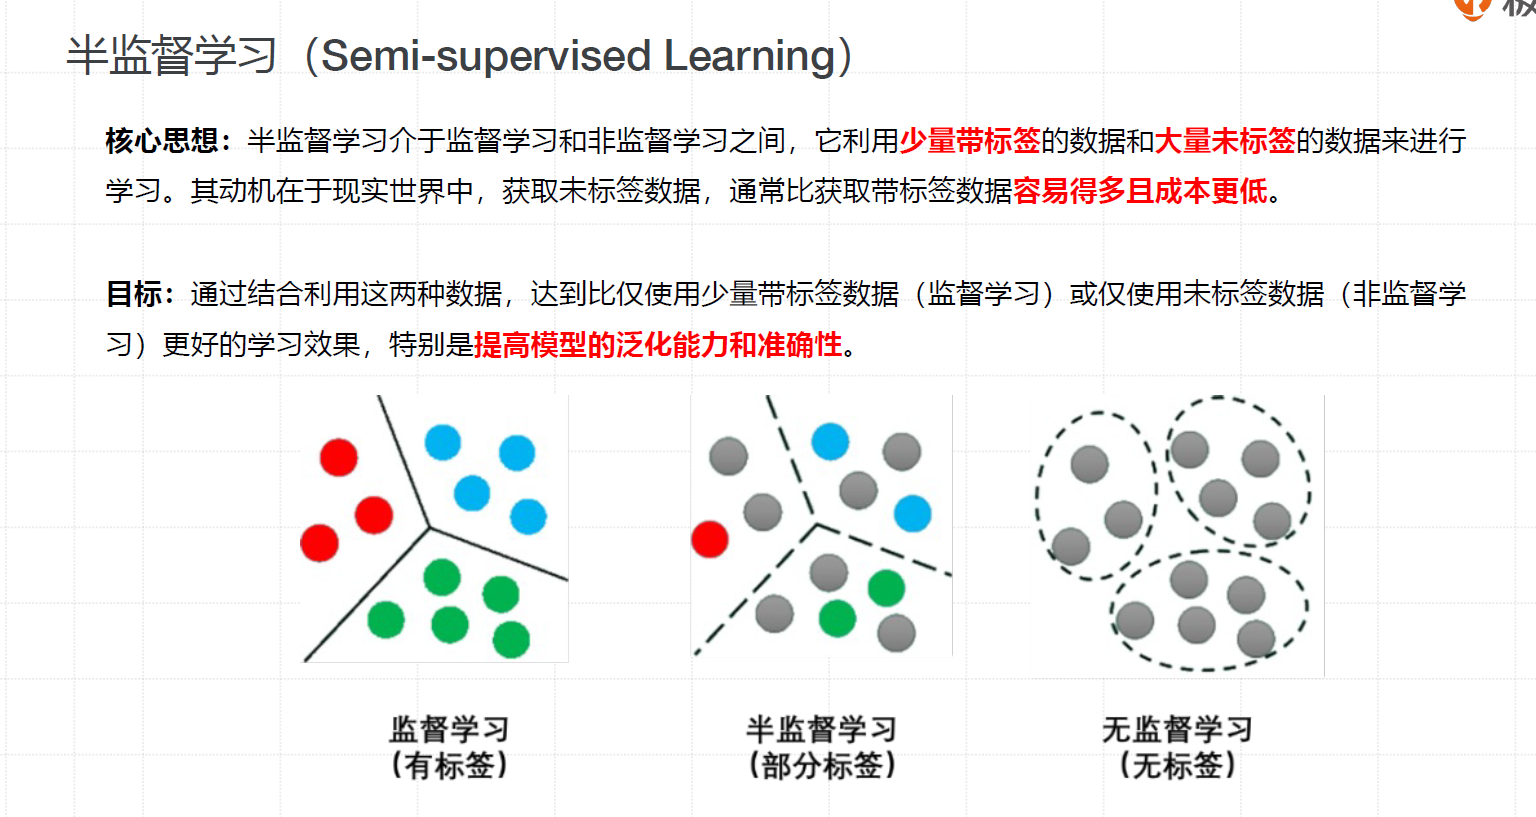 半监督学习（Semi-supervised Learning）
核心思想：半监督学习介于监督学习和非监督学习之间，它利用少量带标签的数据和大量未标签的数据来进行
学习。其动机在于现实世界中，获取未标签数据，通常比获取带标签数据容易得多且成本更低。
目标：通过结合利用这两种数据，达到比仅使用少量带标签数据（监督学习）或仅使用未标签数据（非监督学
习）更好的学习效果，特别是提高模型的泛化能力和准确性。
监督学习
（有标签）
半监督学习
（部分标签）
无监督学习
（无标签）